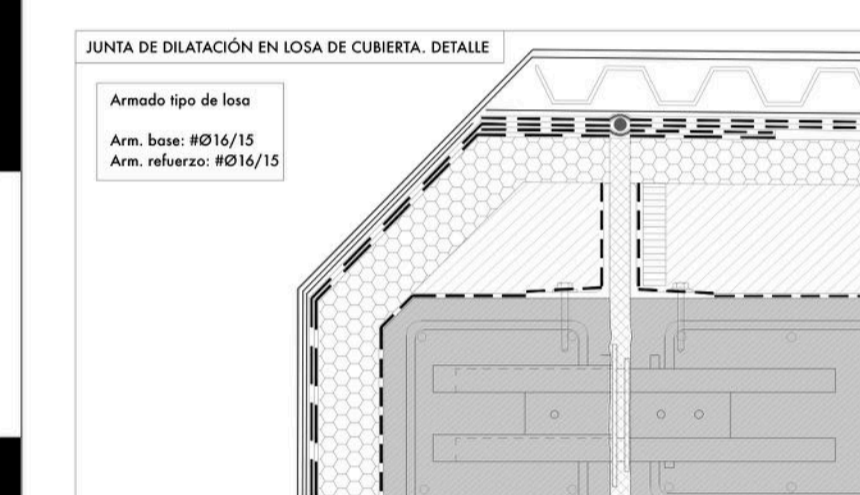 JUNTA DE DILATACIÓN EN LOSA DE CUBIERTA. DETALLE
Armado tipo de losa
Arm. base: #Ø16/15
Arm. refuerzo: #Ø16/15